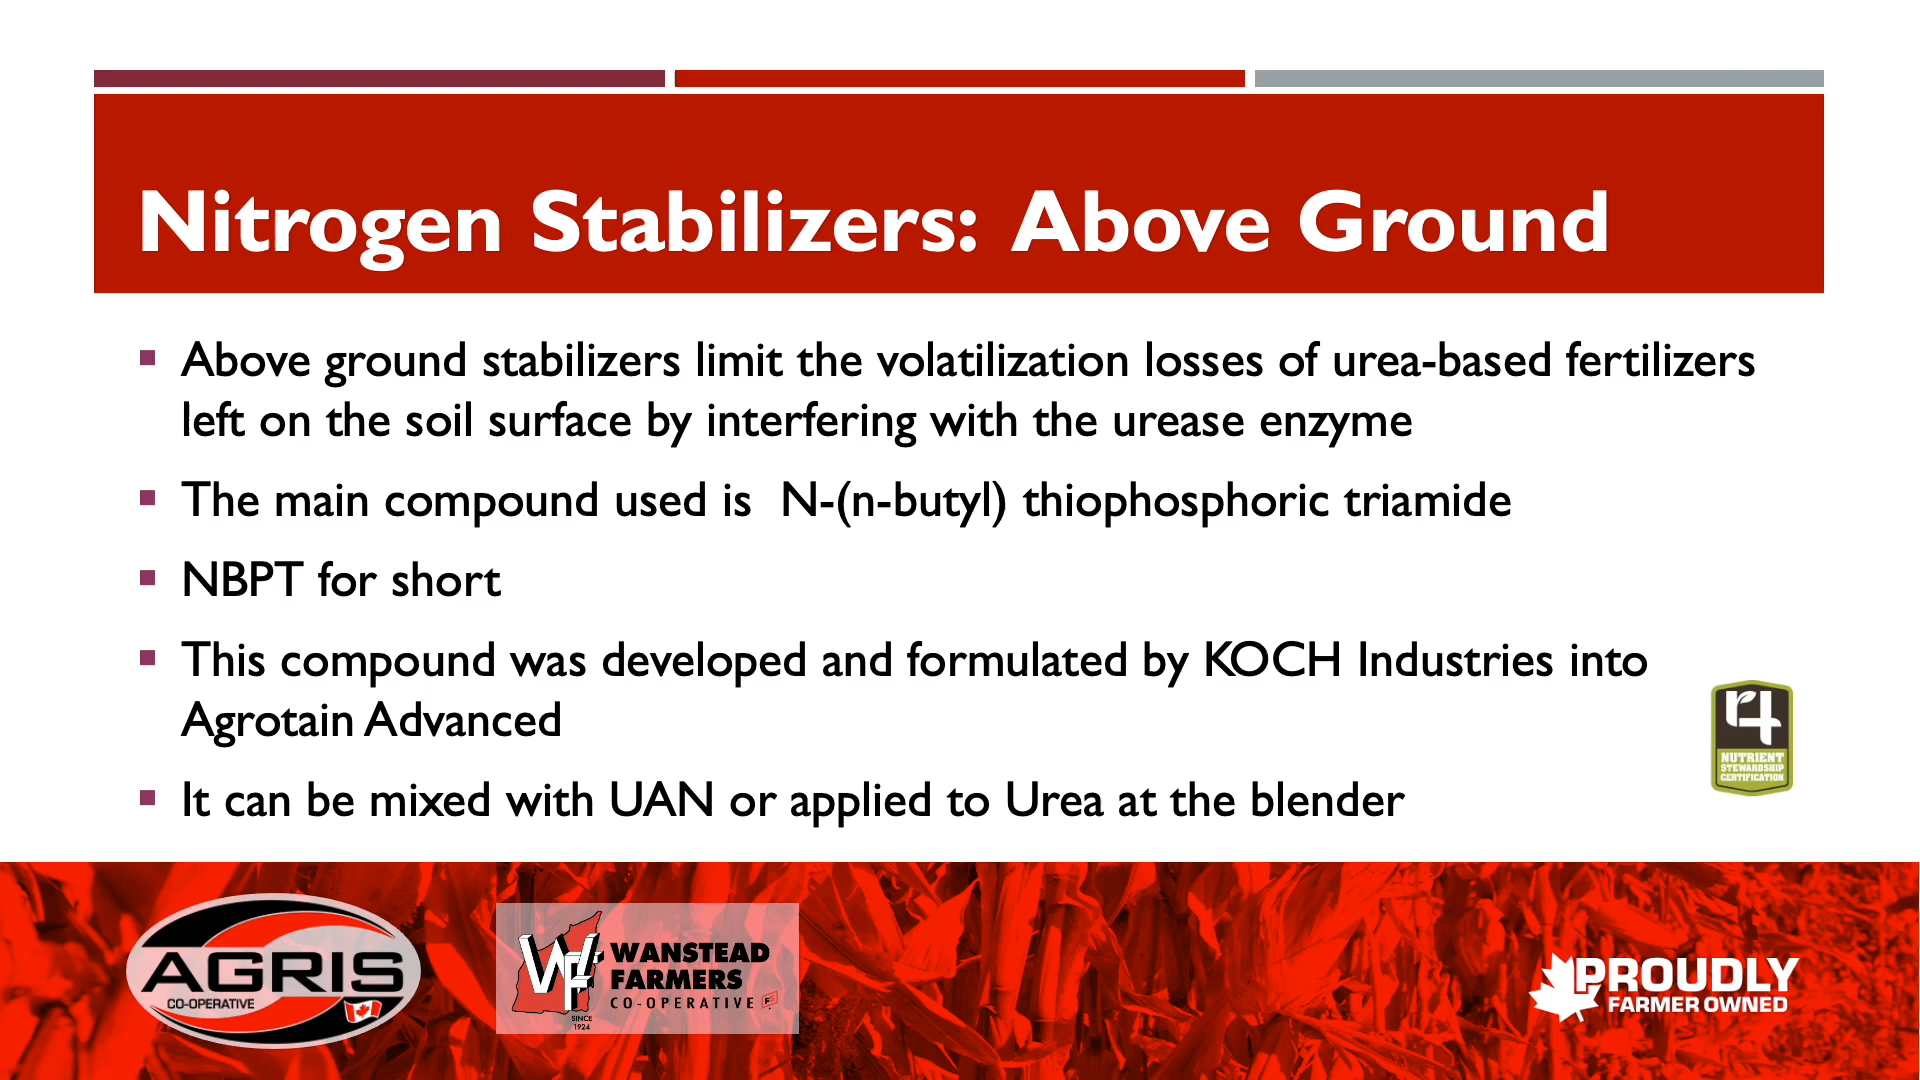 Nitrogen Stabilizers: Above Ground
Above ground stabilizers limit the volatilization losses of urea-based fertilizers
left on the soil surface by interfering with the urease enzyme
The main compound used is  N-(n-butyl) thiophosphoric triamide
NBPT for short
This compound was developed and formulated by KOCH Industries into
Agrotain Advanced
It can be mixed with UAN or applied to Urea at the blender
r4
NUTRIENT
STEWARDSHIP
CERTIFICATION
AGRIS
CO-OPERATIVE
WF
WANSTEAD
FARMERS
CO-OPERATIVE
FS
SINCE
1924
PROUDLY
FARMER OWNED